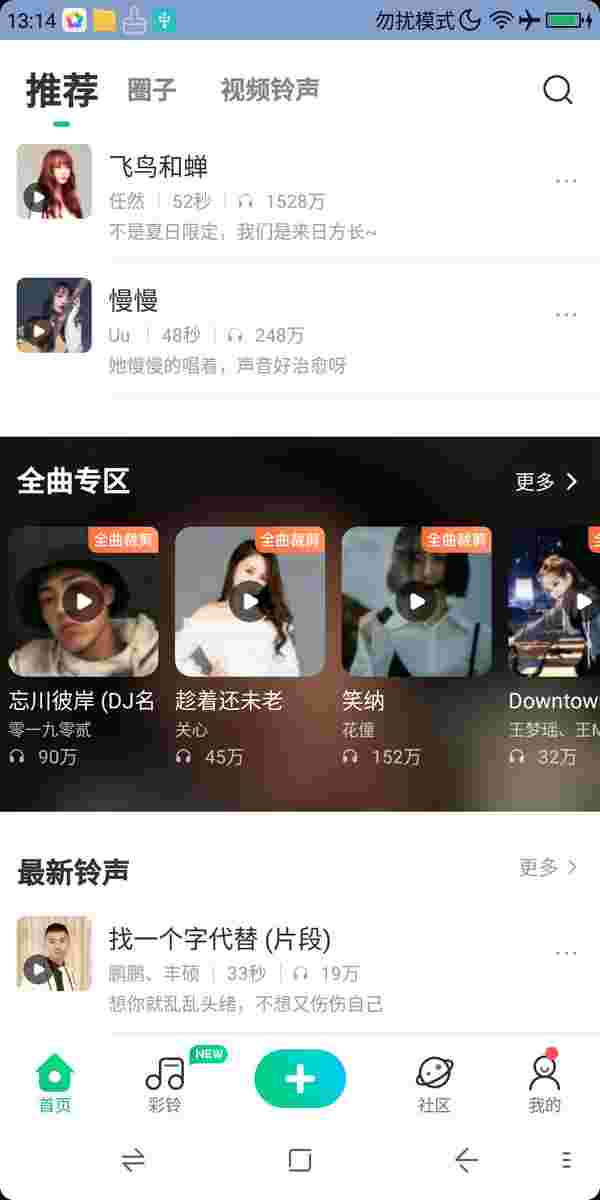 13:14
勿扰模式
推荐 圈子 视频铃声
飞鸟和蝉
任然 52秒 1528万
不是夏日限定，我们是来日方长~
慢慢
Uu 48秒 248万
她慢慢的唱着，声音好治愈呀
全曲专区 更多
全曲裁剪 全曲裁剪 全曲裁剪 全
忘川彼岸 (DJ名 趁着还未老 笑纳 Downtow
零一九零贰 关心 花僮 王梦瑶、王M
90万 45万 152万 32万
最新铃声 更多
找一个字代替 (片段)
鹏鹏、丰硕 33秒 19万
想你就乱乱头绪，不想又伤伤自己
NEW
首页 彩铃 社区 我的